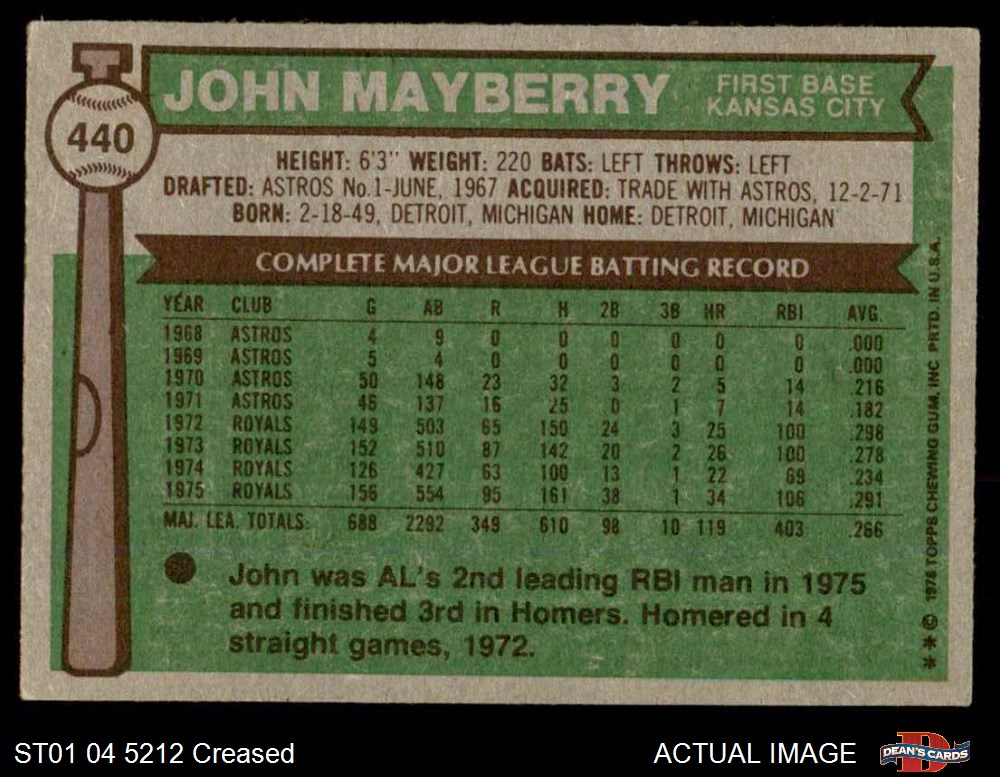 440
JOHN MAYBERRY
FIRST BASE
KANSAS CITY
HEIGHT: 6'3" WEIGHT: 220 BATS: LEFT THROWS: LEFT
DRAFTED: ASTROS No.1-JUNE, 1967 ACQUIRED: TRADE WITH ASTROS, 12-2-71
BORN: 2-18-49, DETROIT, MICHIGAN HOME: DETROIT, MICHIGAN
COMPLETE MAJOR LEAGUE BATTING RECORD
YEAR CLUB G AB R H 2B 3B HR RBI AVG.
1968 ASTROS 4 9 0 0 0 0 0 0 .000
1969 ASTROS 5 4 0 0 0 0 0 0 .000
1970 ASTROS 50 148 23 32 3 2 5 14 .216
1971 ASTROS 46 137 16 25 0 1 7 14 .182
1972 ROYALS 149 503 65 150 24 3 25 100 .298
1973 ROYALS 152 510 87 142 20 2 26 100 .278
1974 ROYALS 126 427 63 100 13 1 22 69 .234
1975 ROYALS 156 554 95 161 38 1 34 106 .291
MAJ. LEA. TOTALS: 688 2292 349 610 98 10 119 403 .266
John was AL's 2nd leading RBI man in 1975
and finished 3rd in Homers. Homered in 4
straight games, 1972.
** © 1976 TOPPS CHEWING GUM, INC PRTD. IN U.S.A.
ST01 04 5212 Creased
ACTUAL IMAGE
DEAN'S CARDS